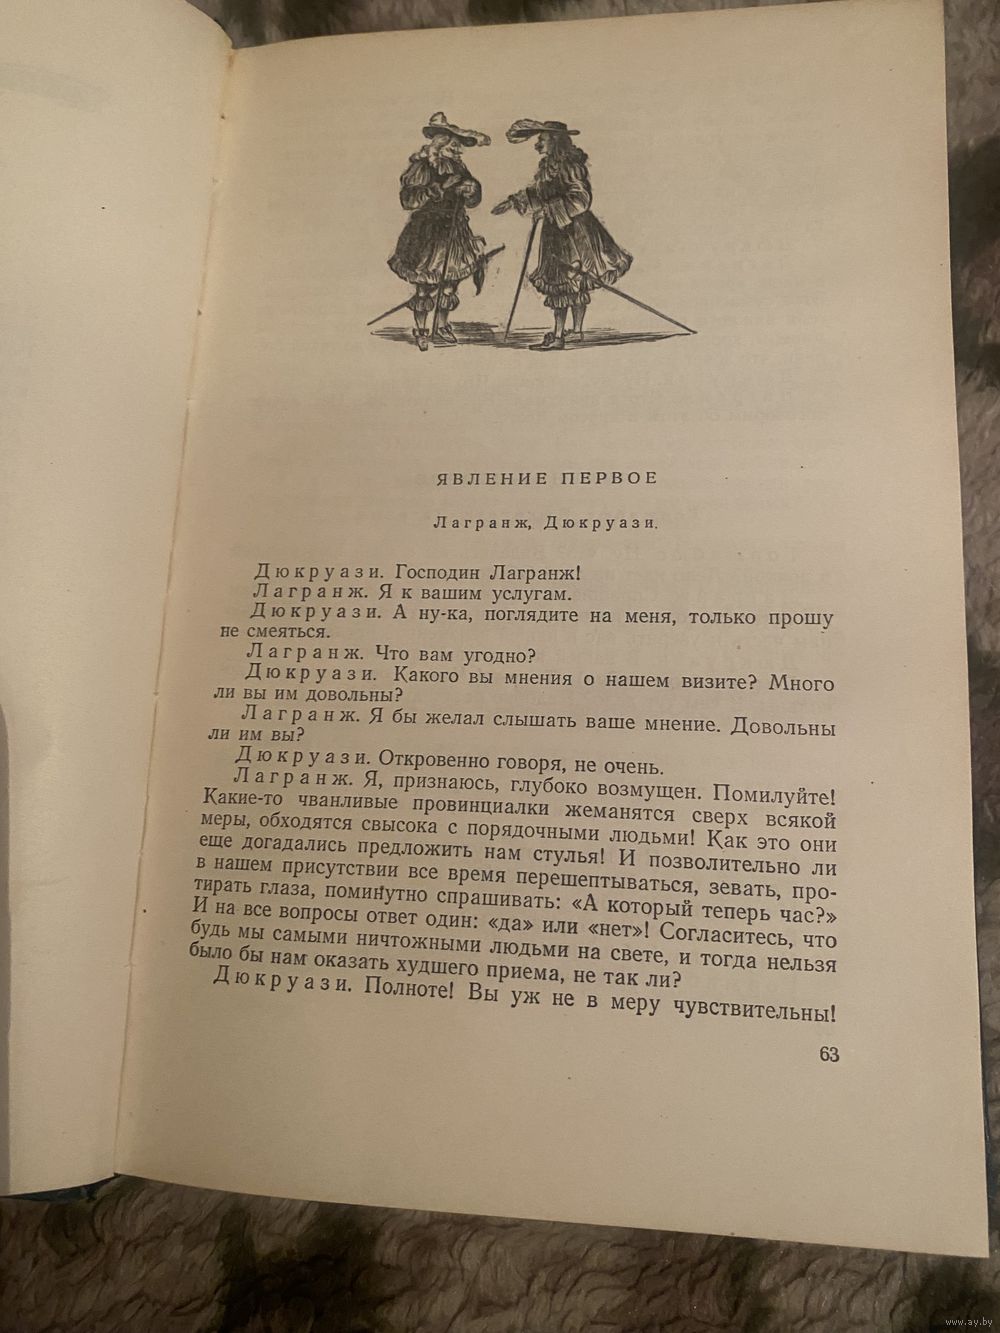 ЯВЛЕНИЕ ПЕРВОЕ
Лагранж, Дюкруази.
Дюкруази. Господин Лагранж!
Лагранж. Я к вашим услугам.
Дюкруази. А ну-ка, поглядите на меня, только прошу
не смеяться.
Лагранж. Что вам угодно?
Дюкруази. Какого вы мнения о нашем визите? Много
ли вы им довольны?
Лагранж. Я бы желал слышать ваше мнение. Довольны
ли им вы?
Дюкруази. Откровенно говоря, не очень.
Лагранж. Я, признаюсь, глубоко возмущен. Помилуйте!
Какие-то чванливые провинциалки жеманятся сверх всякой
меры, обходятся свысока с порядочными людьми! Как это они
еще догадались предложить нам стулья! И позволительно ли
в нашем присутствии все время перешептываться, зевать, про-
тирать глаза, поминутно спрашивать: «А который теперь час?»
И на все вопросы ответ один: «да» или «нет»! Согласитесь, что
будь мы самыми ничтожными людьми на свете, и тогда нельзя
было бы нам оказать худшего приема, не так ли?
Дюкруази. Полноте! Вы уж не в меру чувствительны!
63
www.ay.by